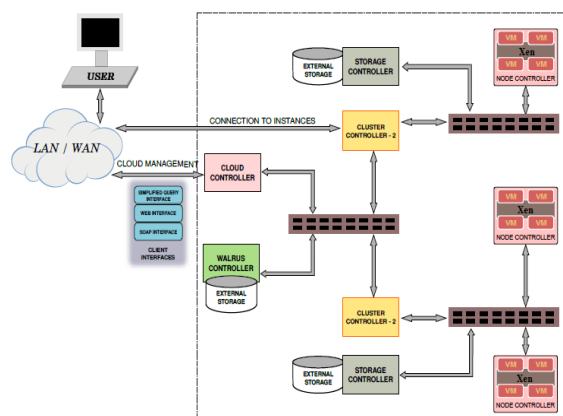 USER
LAN / WAN
CONNECTION TO INSTANCES
CLOUD MANAGEMENT
SIMPLIFIED QUERY
INTERFACE
WEB INTERFACE
SOAP INTERFACE
CLIENT
INTERFACES
CLOUD
CONTROLLER
WALRUS
CONTROLLER
EXTERNAL
STORAGE
EXTERNAL
STORAGE
STORAGE
CONTROLLER
CLUSTER
CONTROLLER - 2
VM VM
Xen
VM VM
NODE CONTROLLER
VM VM
Xen
VM VM
NODE CONTROLLER
CLUSTER
CONTROLLER - 2
EXTERNAL
STORAGE
STORAGE
CONTROLLER
VM VM
Xen
VM VM
NODE CONTROLLER